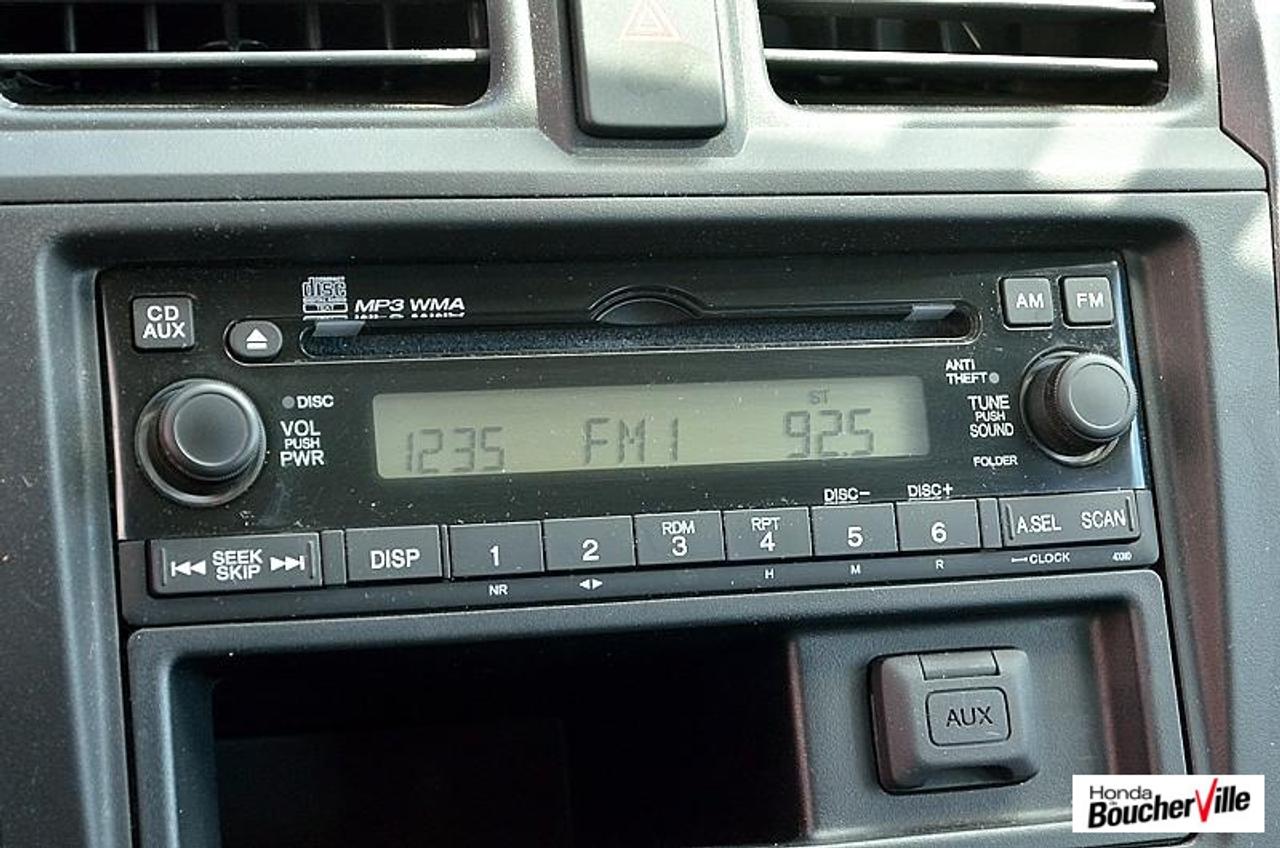 CD
AUX
disc
MP3 WMA
AM
FM
DISC
VOL
PUSH
PWR
1235 FM1 ST 92.5
ANTI
THEFT
TUNE
PUSH
SOUND
FOLDER
DISC- DISC+
SEEK
SKIP
DISP
1
2
RDM
3
RPT
4
5
6
A.SEL SCAN
NR
H
M
R
CLOCK
AUX
Honda
de
BoucherVille